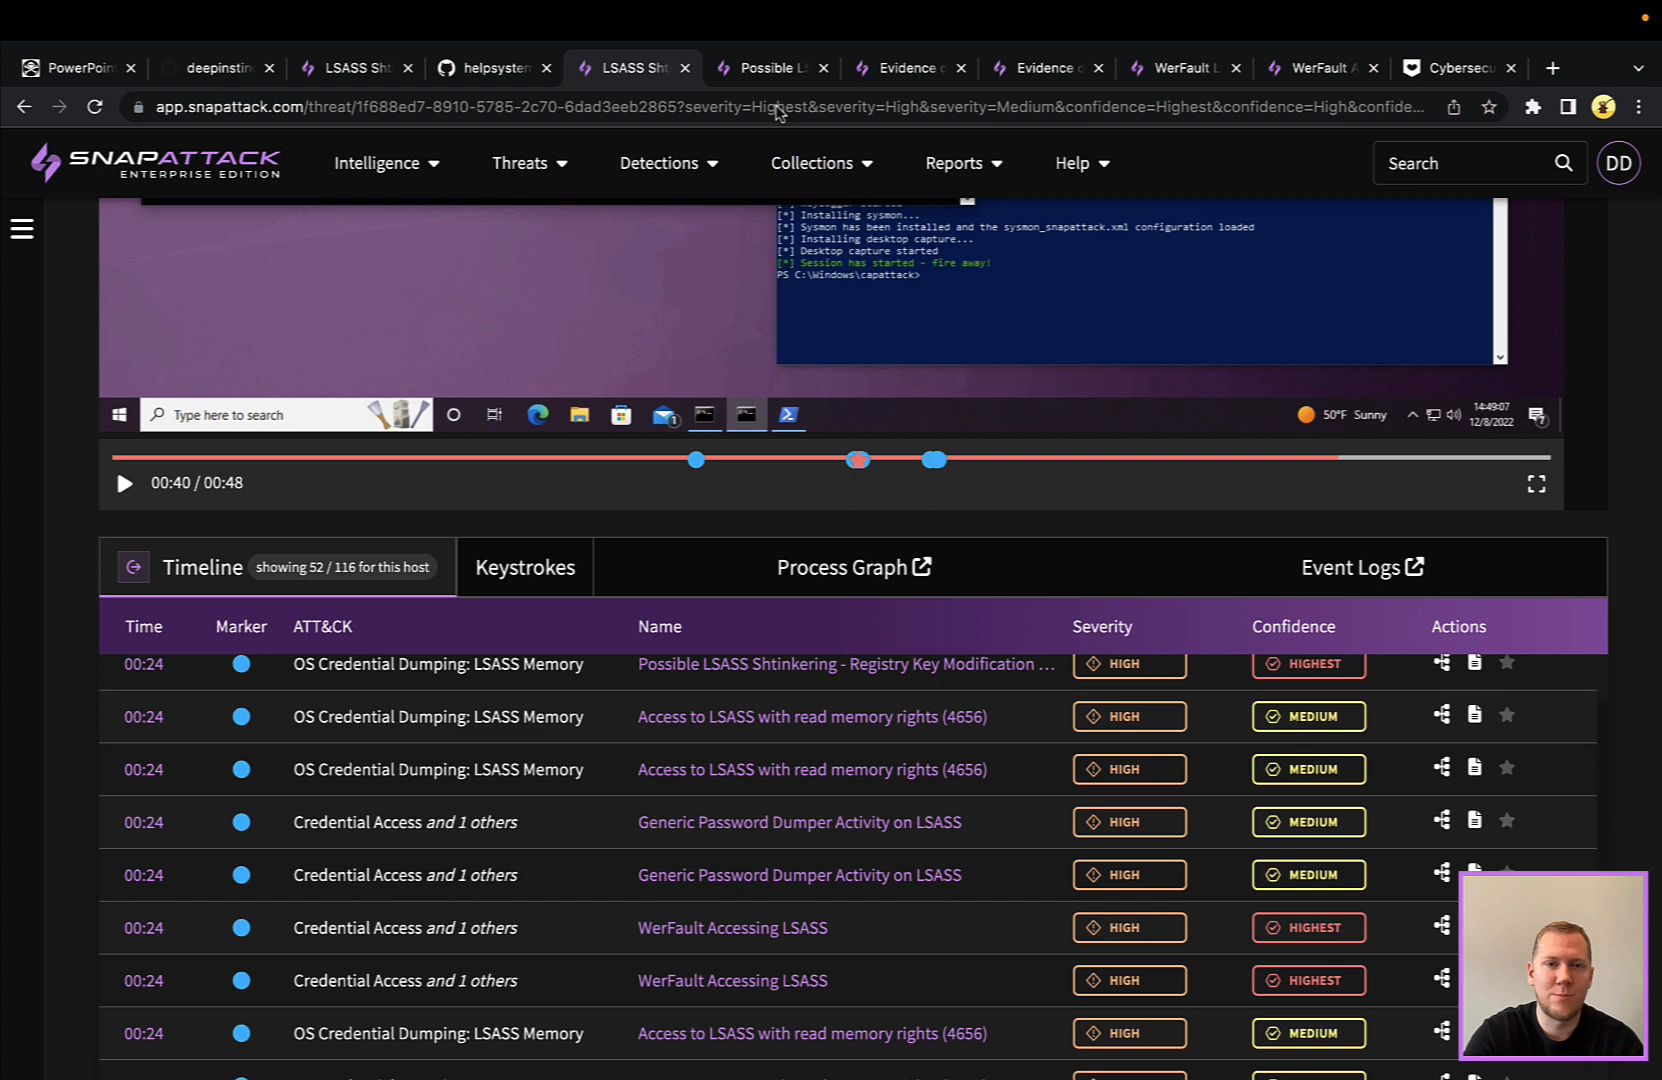 PowerPoin
deepinstin
LSASS Sht
helpsystem
LSASS Sht
Possible LS
Evidence o
Evidence o
WerFault L
WerFault A
Cybersecu
app.snapattack.com/threat/1f688ed7-8910-5785-2c70-6dad3eeb2865?severity=Highest&severity=High&severity=Medium&confidence=Highest&confidence=High&confide...
SNAPATTACK
ENTERPRISE EDITION
Intelligence
Threats
Detections
Collections
Reports
Help
Search
DD
[*] Installing sysmon...
[*] Sysmon has been installed and the sysmon_snapattack.xml configuration loaded
[*] Installing desktop capture...
[*] Desktop capture started
[*] Session has started - fire away!
PS C:\Windows\capattack>
Type here to search
1
50°F Sunny
14:49:07
12/8/2022
7
00:40 / 00:48
Timeline showing 52 / 116 for this host
Keystrokes
Process Graph
Event Logs
Time Marker ATT&CK Name Severity Confidence Actions
00:24 OS Credential Dumping: LSASS Memory Possible LSASS Shtinkering - Registry Key Modification ... HIGH HIGHEST
00:24 OS Credential Dumping: LSASS Memory Access to LSASS with read memory rights (4656) HIGH MEDIUM
00:24 OS Credential Dumping: LSASS Memory Access to LSASS with read memory rights (4656) HIGH MEDIUM
00:24 Credential Access and 1 others Generic Password Dumper Activity on LSASS HIGH MEDIUM
00:24 Credential Access and 1 others Generic Password Dumper Activity on LSASS HIGH MEDIUM
00:24 Credential Access and 1 others WerFault Accessing LSASS HIGH HIGHEST
00:24 Credential Access and 1 others WerFault Accessing LSASS HIGH HIGHEST
00:24 OS Credential Dumping: LSASS Memory Access to LSASS with read memory rights (4656) HIGH MEDIUM